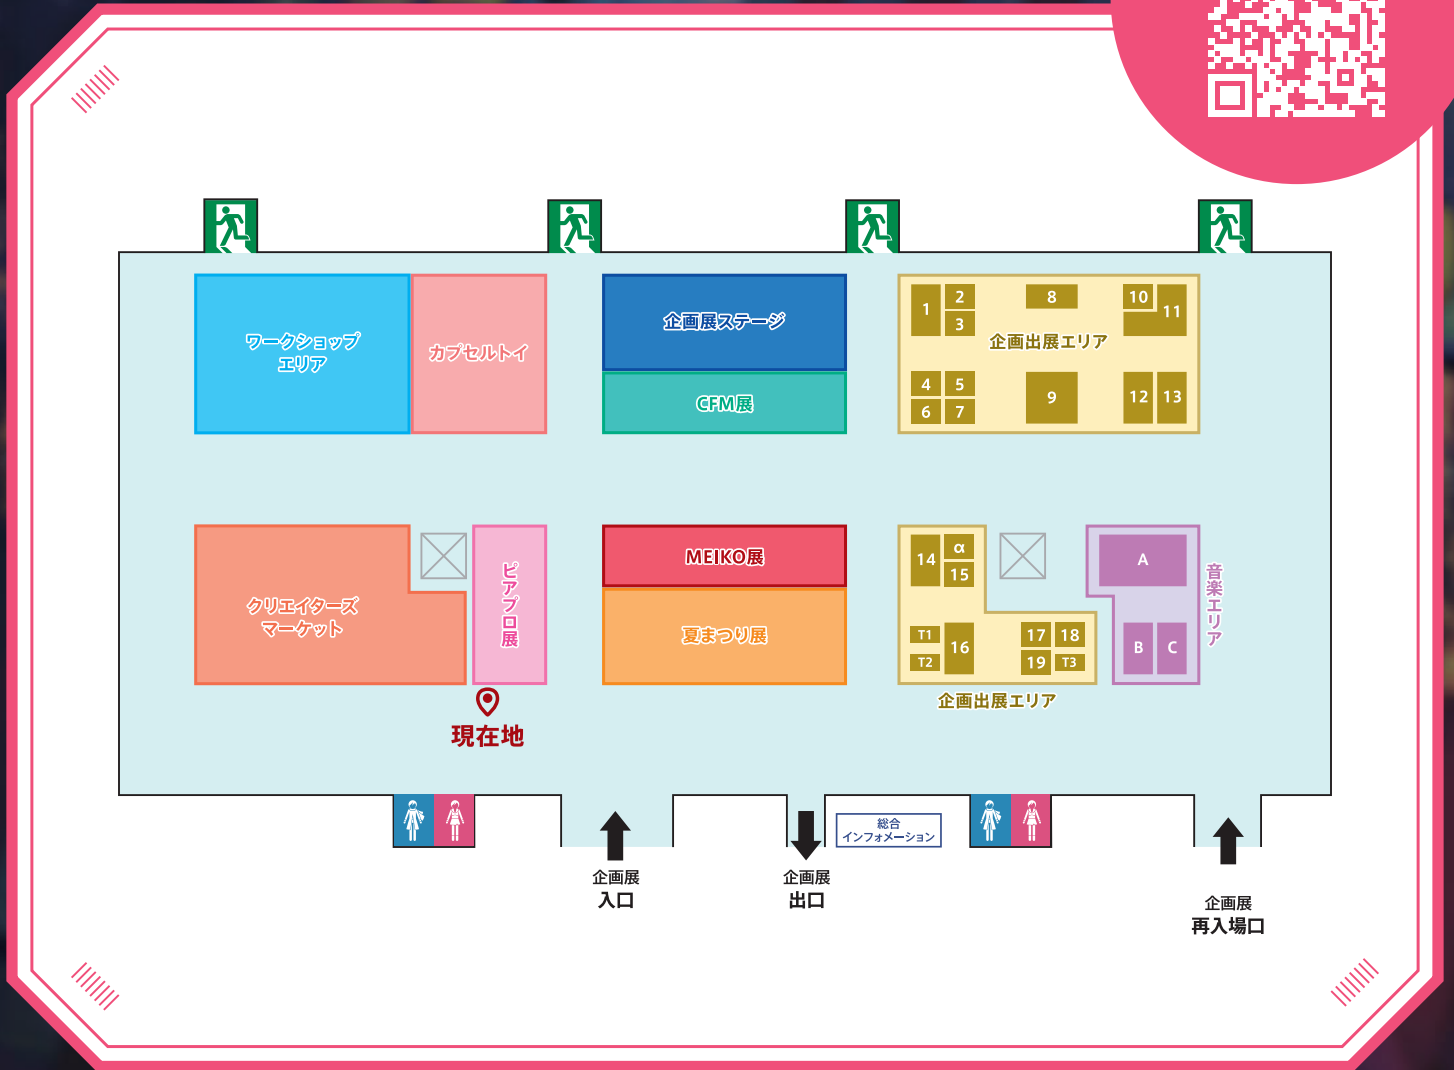 ワークショップ
エリア
カプセルトイ
企画展ステージ
CFM展
1
2
3
8
10
11
企画出展エリア
4
5
6
7
9
12
13
クリエイターズ
マーケット
ピアプロ展
MEIKO展
夏まつり展
14
α
15
T1
T2
16
17
18
19
T3
企画出展エリア
A
B
C
音楽エリア
現在地
総合
インフォメーション
企画展
入口
企画展
出口
企画展
再入場口